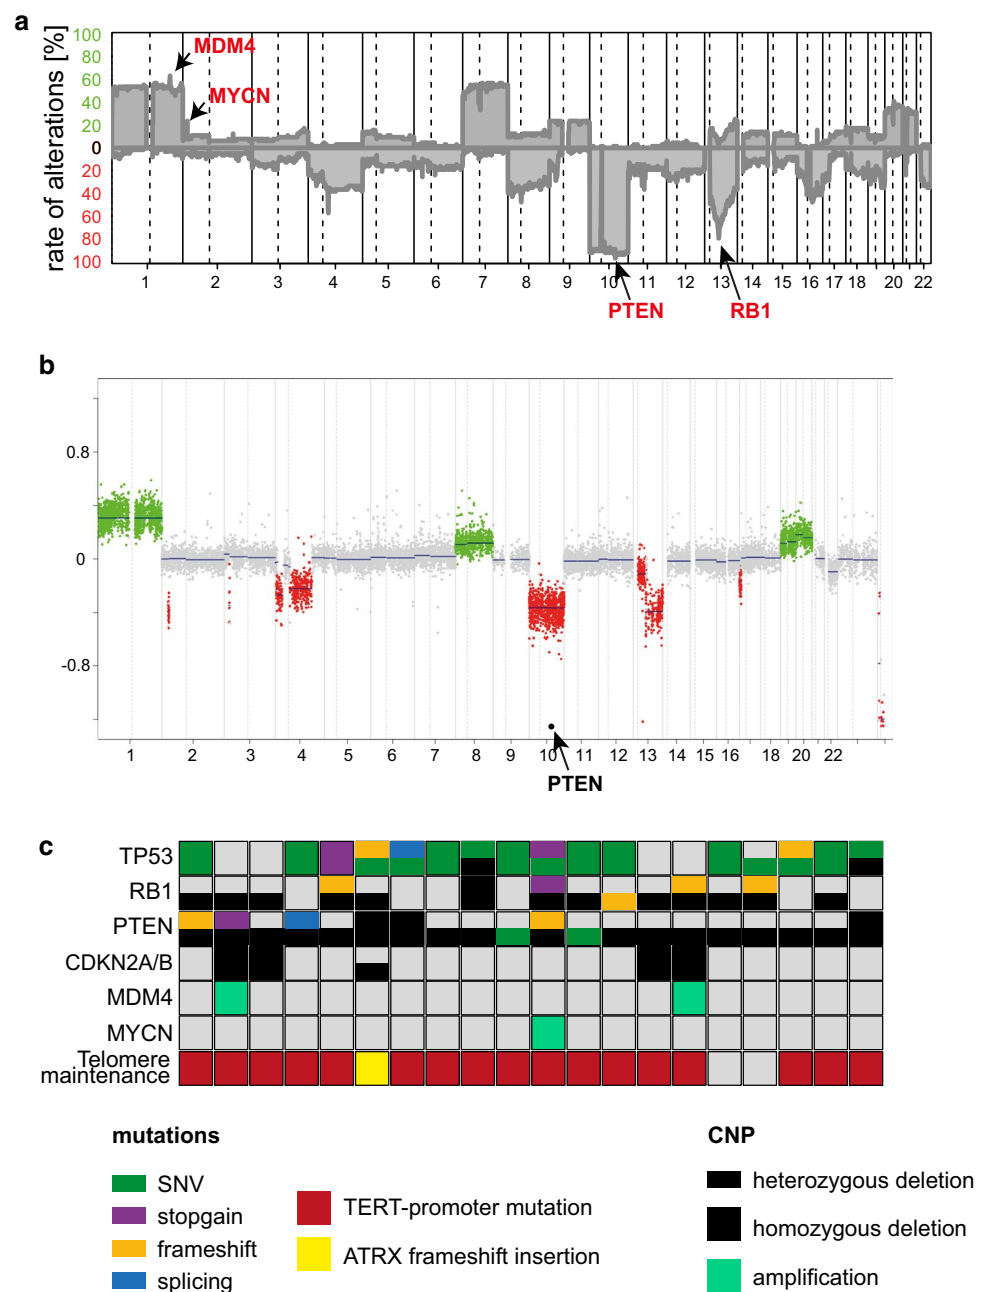 a
rate of alterations [%]
100
80
60
40
20
0
20
40
60
80
100
MDM4
MYCN
1 2 3 4 5 6 7 8 9 10 11 12 13 14 15 16 17 18 20 22
PTEN
RB1
b
0.8
0
-0.8
1 2 3 4 5 6 7 8 9 10 11 12 13 14 15 16 18 20 22
PTEN
c
TP53
RB1
PTEN
CDKN2A/B
MDM4
MYCN
Telomere
maintenance
mutations
SNV
stopgain
frameshift
splicing
TERT-promoter mutation
ATRX frameshift insertion
CNP
heterozygous deletion
homozygous deletion
amplification